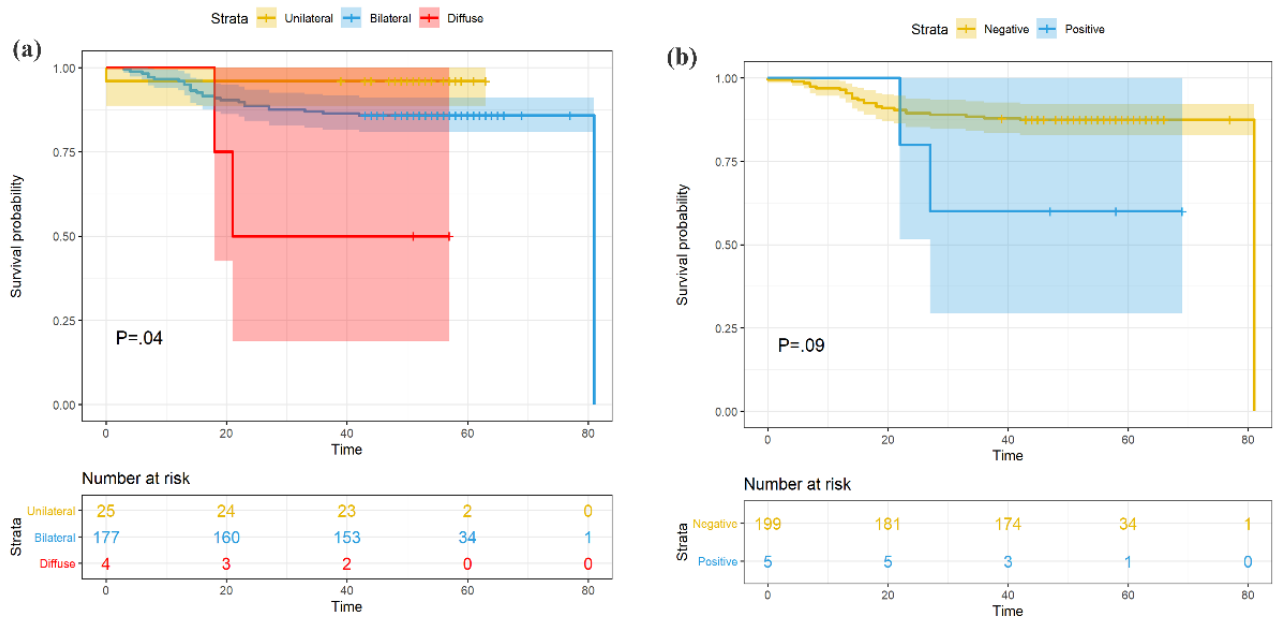 Strata Unilateral Bilateral Diffuse
(a)
1.00
0.75
0.50
0.25
0.00
Survival probability
P=.04
0 20 40 60 80
Time
Number at risk
Strata
Unilateral 25 24 23 2 0
Bilateral 177 160 153 34 1
Diffuse 4 3 2 0 0
0 20 40 60 80
Time
Strata Negative Positive
(b)
1.00
0.75
0.50
0.25
0.00
Survival probability
P=.09
0 20 40 60 80
Time
Number at risk
Strata
Negative 199 181 174 34 1
Positive 5 5 3 1 0
0 20 40 60 80
Time